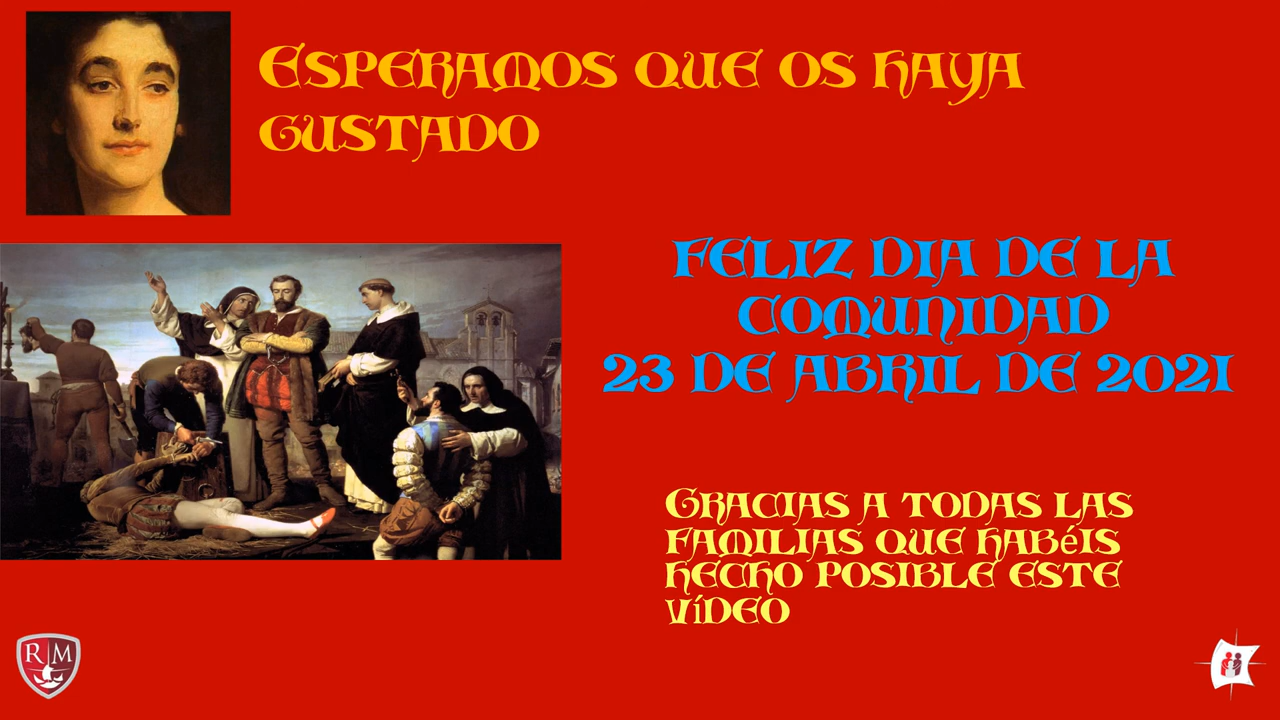 Esperamos que os haya
gustado
FELIZ DIA DE LA
COMUNIDAD
23 DE ABRIL DE 2021
Gracias a todas las
familias que habéis
hecho posible este
vídeo
R M